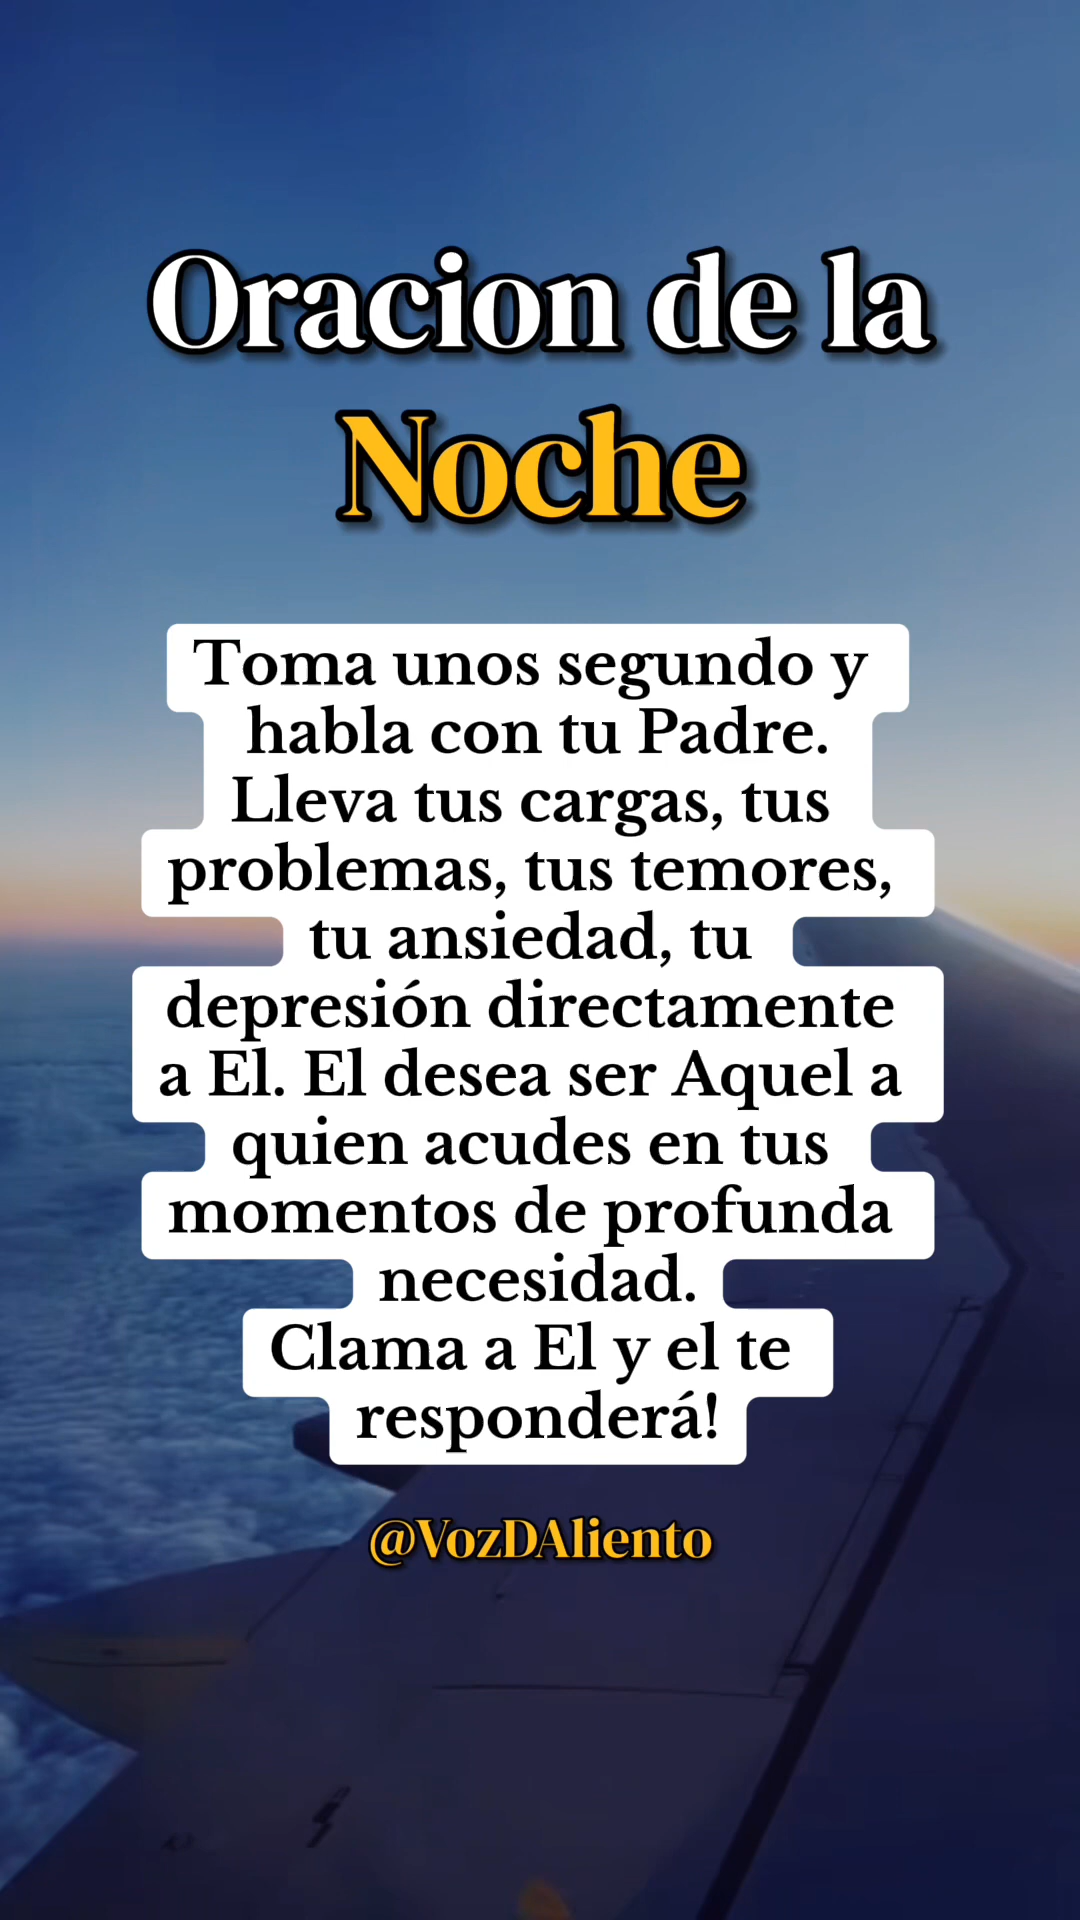 Oracion de la
Noche
Toma unos segundo y
habla con tu Padre.
Lleva tus cargas, tus
problemas, tus temores,
tu ansiedad, tu
depresión directamente
a El. El desea ser Aquel a
quien acudes en tus
momentos de profunda
necesidad.
Clama a El y el te
responderá!
@VozDAliento